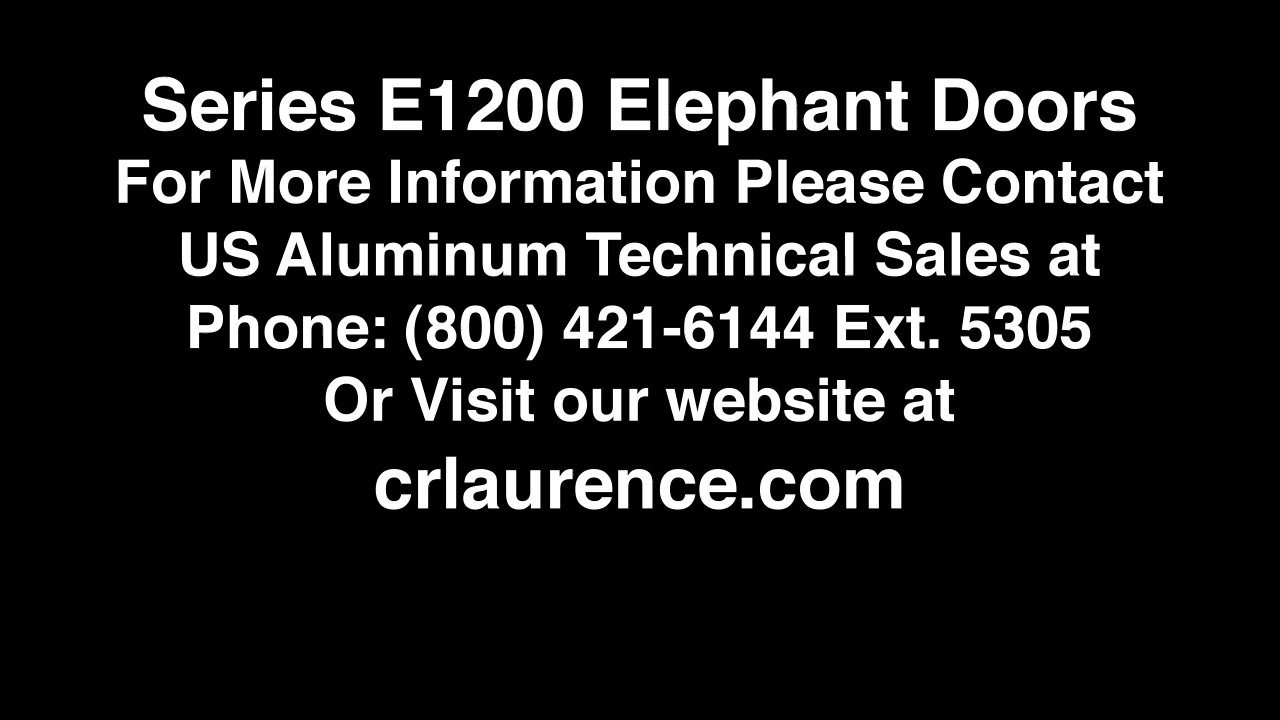 Series E1200 Elephant Doors
For More Information Please Contact
US Aluminum Technical Sales at
Phone: (800) 421-6144 Ext. 5305
Or Visit our website at
crlaurence.com